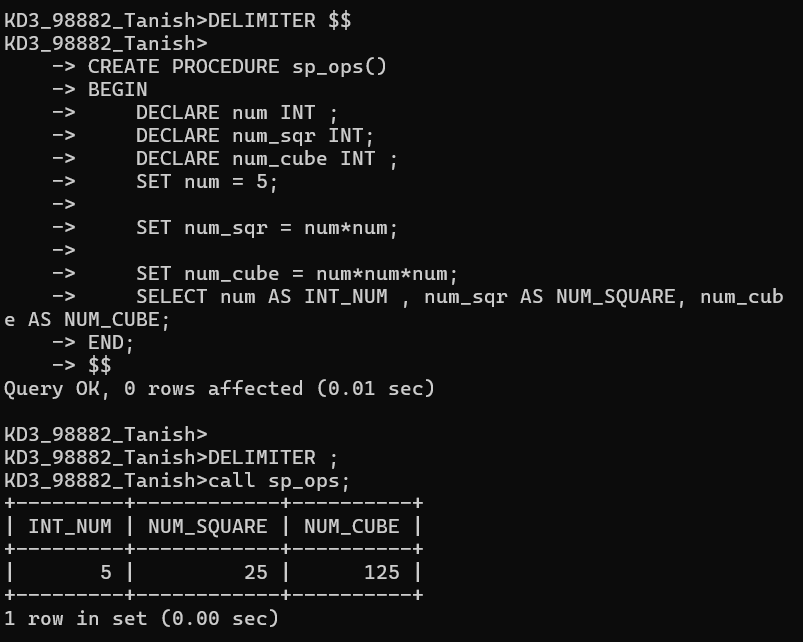 KD3_98882_Tanish>DELIMITER $$
KD3_98882_Tanish>
    -> CREATE PROCEDURE sp_ops()
    -> BEGIN
    ->     DECLARE num INT ;
    ->     DECLARE num_sqr INT;
    ->     DECLARE num_cube INT ;
    ->     SET num = 5;
    ->
    ->     SET num_sqr = num*num;
    ->
    ->     SET num_cube = num*num*num;
    ->     SELECT num AS INT_NUM , num_sqr AS NUM_SQUARE, num_cub
e AS NUM_CUBE;
    -> END;
    -> $$
Query OK, 0 rows affected (0.01 sec)

KD3_98882_Tanish>
KD3_98882_Tanish>DELIMITER ;
KD3_98882_Tanish>call sp_ops;
+---------+------------+----------+
| INT_NUM | NUM_SQUARE | NUM_CUBE |
+---------+------------+----------+
|       5 |         25 |      125 |
+---------+------------+----------+
1 row in set (0.00 sec)